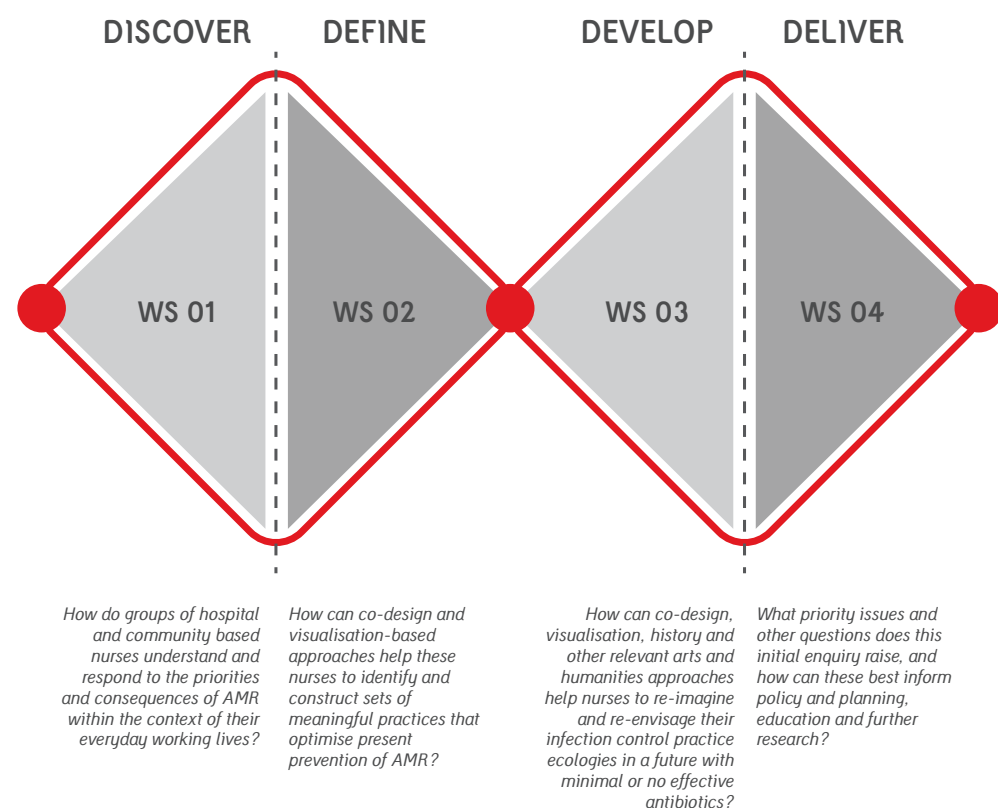 DISCOVER
DEFINE
DEVELOP
DELIVER
WS 01
WS 02
WS 03
WS 04
How do groups of hospital
and community based
nurses understand and
respond to the priorities
and consequences of AMR
within the context of their
everyday working lives?
How can co-design and
visualisation-based
approaches help these
nurses to identify and
construct sets of
meaningful practices that
optimise present
prevention of AMR?
How can co-design,
visualisation, history and
other relevant arts and
humanities approaches
help nurses to re-imagine
and re-envisage their
infection control practice
ecologies in a future with
minimal or no effective
antibiotics?
What priority issues and
other questions does this
initial enquiry raise, and
how can these best inform
policy and planning,
education and further
research?